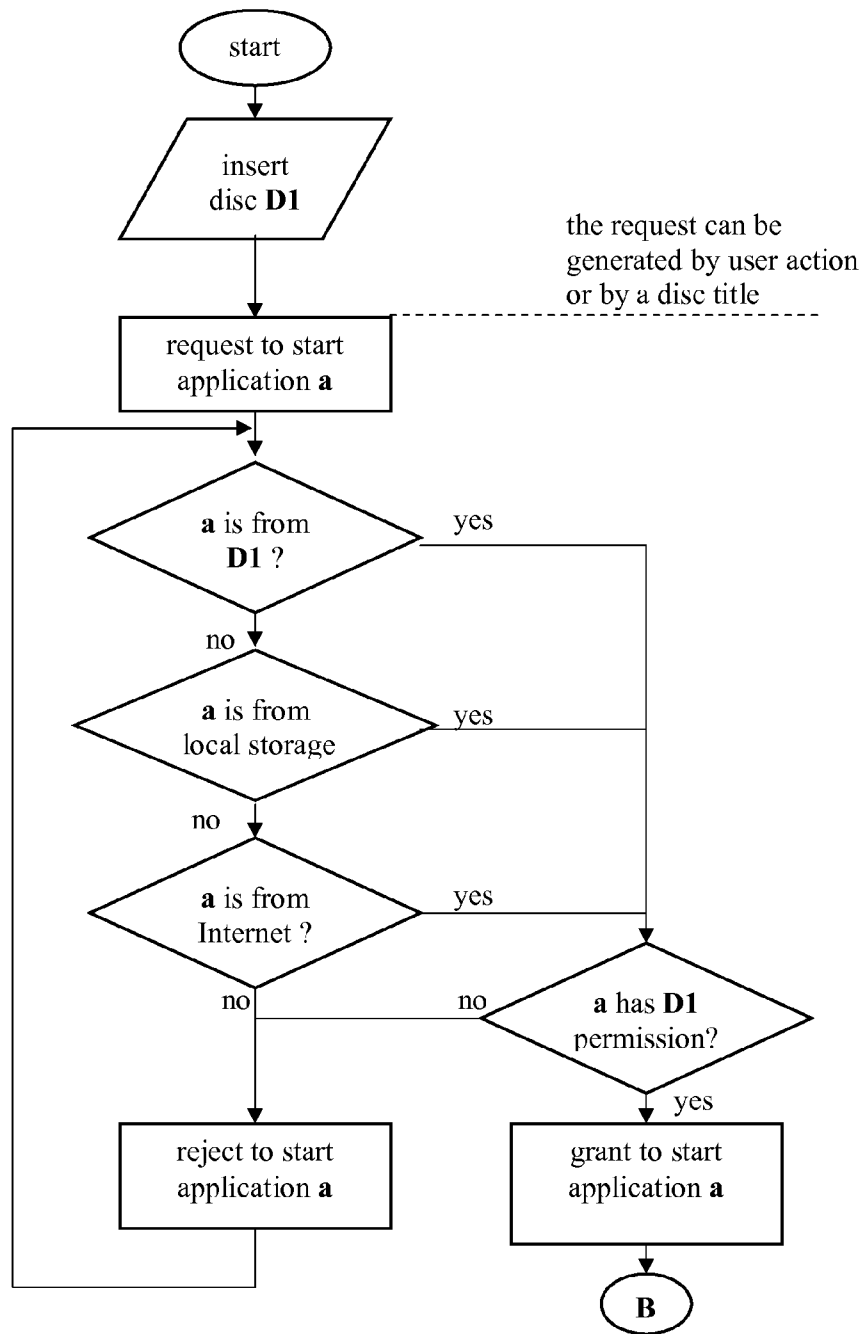 start
insert
disc D1
the request can be
generated by user action
or by a disc title
request to start
application a
a is from
D1 ?
yes
no
a is from
local storage
yes
no
a is from
Internet ?
yes
no
no
a has D1
permission?
yes
reject to start
application a
grant to start
application a
B